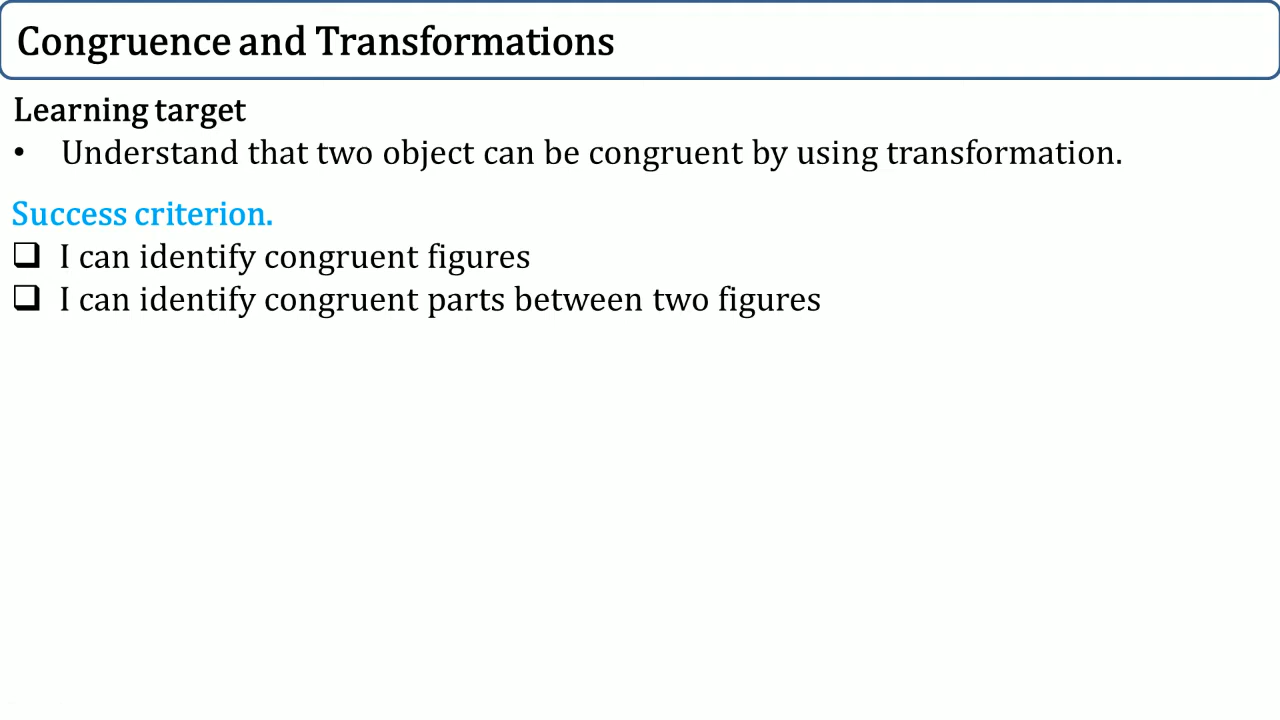 Congruence and Transformations
Learning target
• Understand that two object can be congruent by using transformation.
Success criterion.
❑ I can identify congruent figures
❑ I can identify congruent parts between two figures